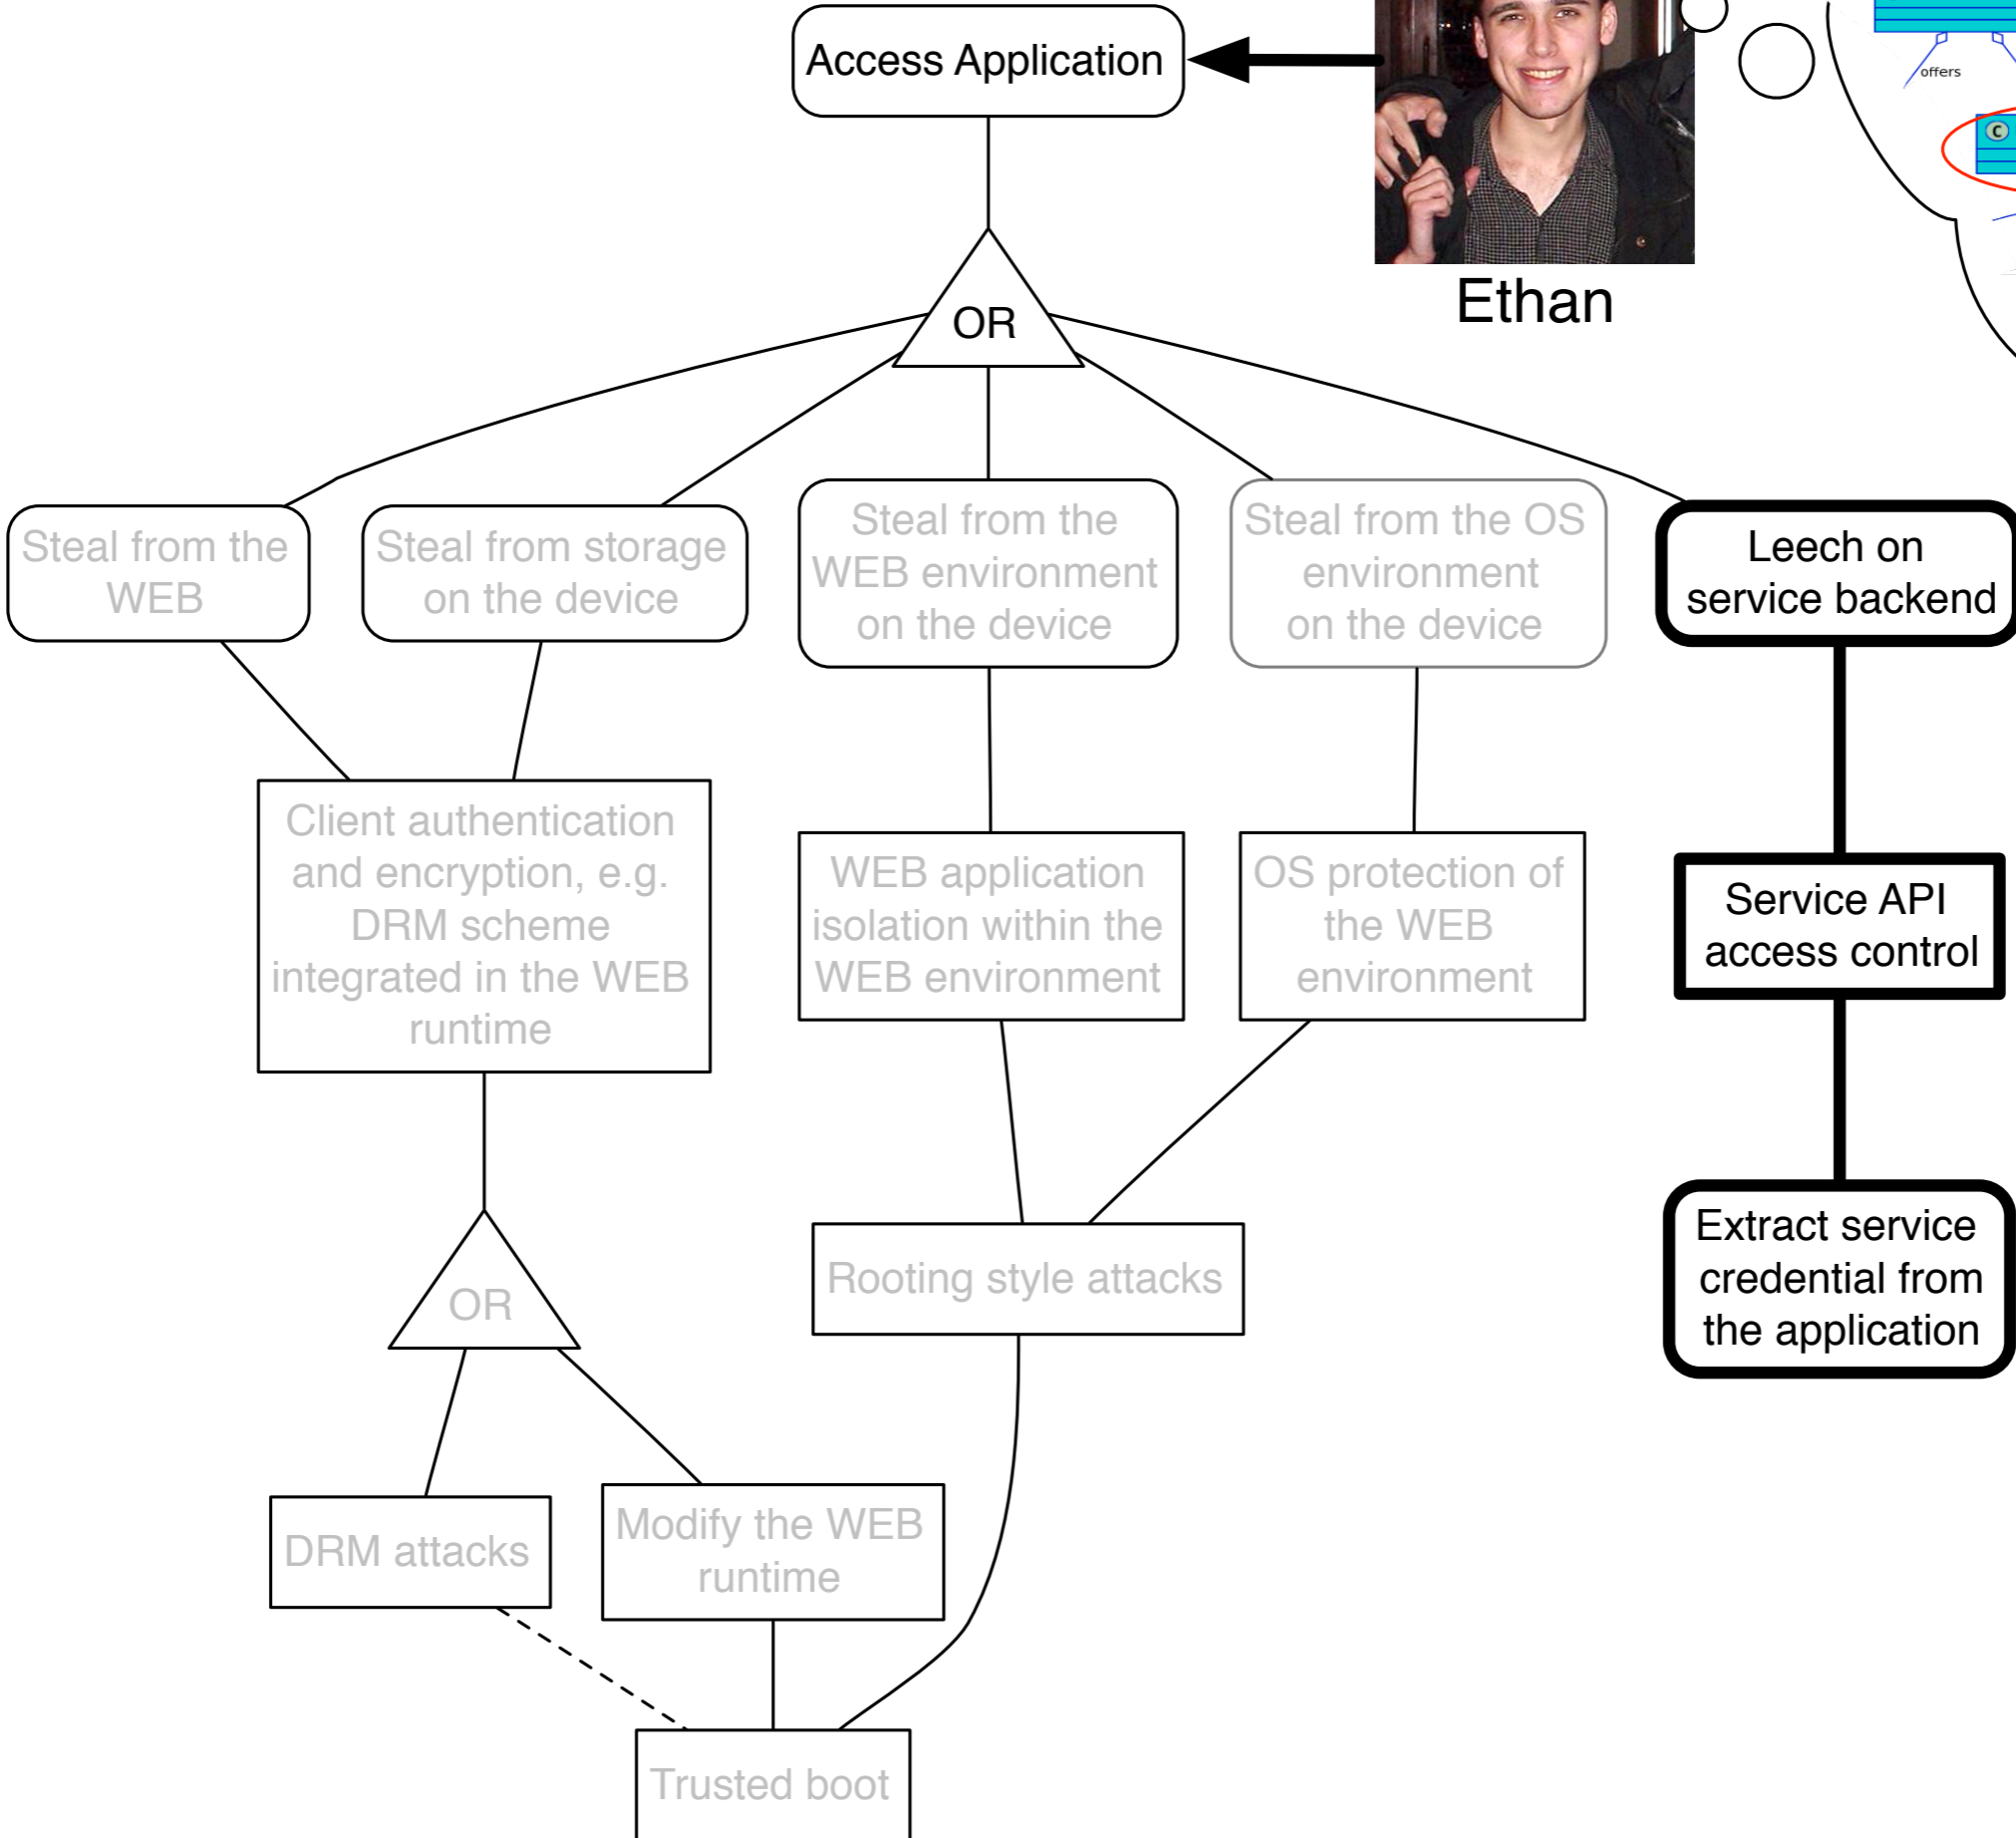 Access Application
offers
C
Ethan
OR
Steal from the
WEB
Steal from storage
on the device
Steal from the
WEB environment
on the device
Steal from the OS
environment
on the device
Leech on
service backend
Client authentication
and encryption, e.g.
DRM scheme
integrated in the WEB
runtime
WEB application
isolation within the
WEB environment
OS protection of
the WEB
environment
Service API
access control
Rooting style attacks
Extract service
credential from
the application
OR
DRM attacks
Modify the WEB
runtime
Trusted boot